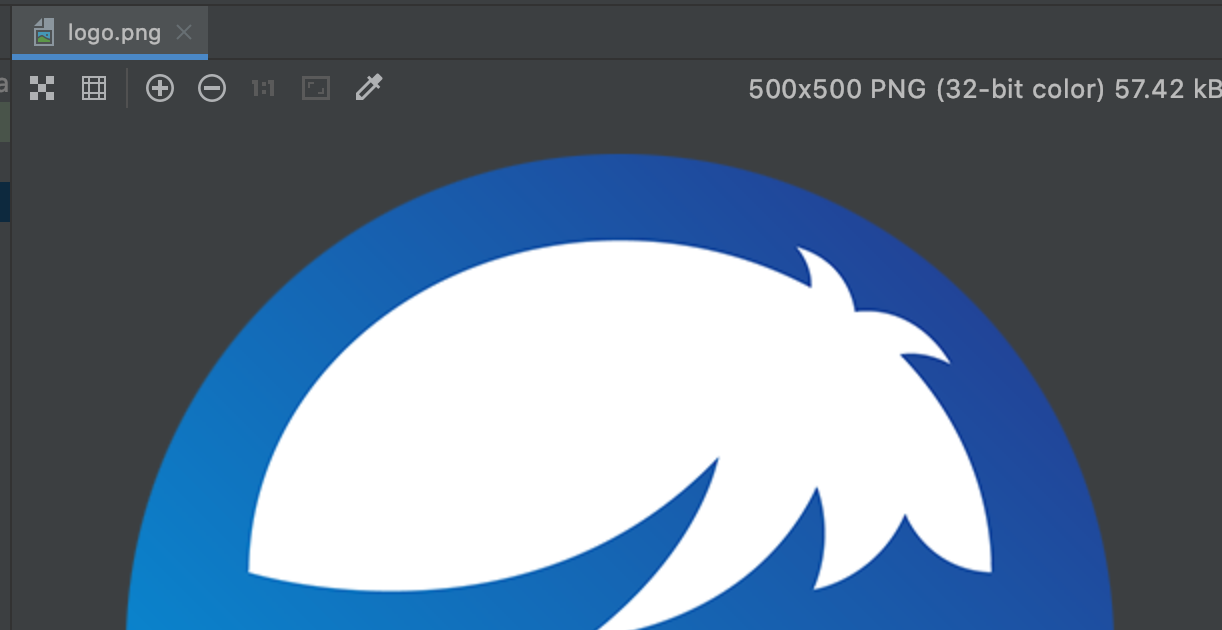 logo.png
a
1:1
500x500 PNG (32-bit color) 57.42 kB